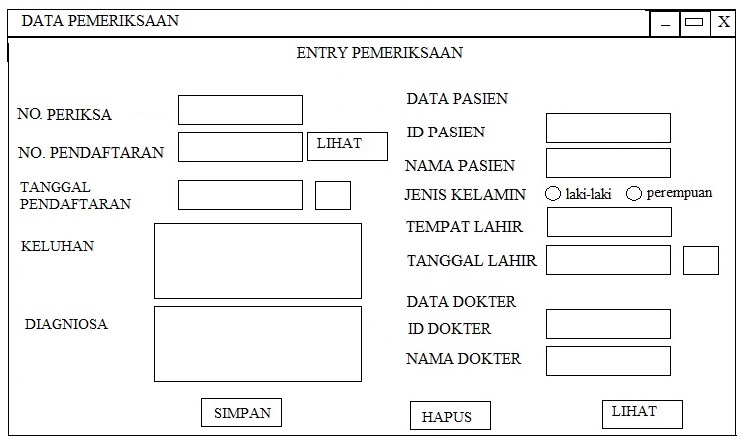 DATA PEMERIKSAAN
X
ENTRY PEMERIKSAAN
NO. PERIKSA
NO. PENDAFTARAN
LIHAT
TANGGAL
PENDAFTARAN
KELUHAN
DIAGNIOSA
DATA PASIEN
ID PASIEN
NAMA PASIEN
JENIS KELAMIN laki-laki perempuan
TEMPAT LAHIR
TANGGAL LAHIR
DATA DOKTER
ID DOKTER
NAMA DOKTER
SIMPAN
HAPUS
LIHAT